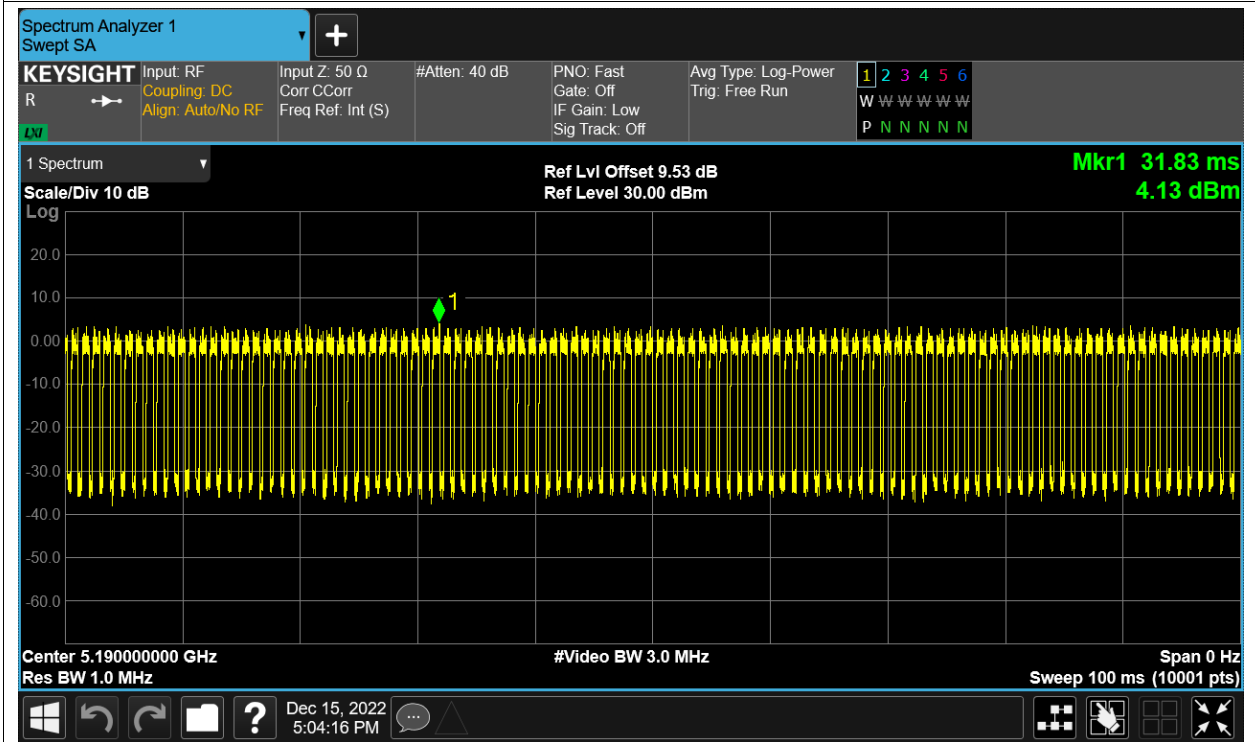 Spectrum Analyzer 1
Swept SA
+
KEYSIGHT
R
LXI
Input: RF
Coupling: DC
Align: Auto/No RF
Input Z: 50 Ω
Corr CCorr
Freq Ref: Int (S)
#Atten: 40 dB
PNO: Fast
Gate: Off
IF Gain: Low
Sig Track: Off
Avg Type: Log-Power
Trig: Free Run
1 2 3 4 5 6
W W W W W W
P N N N N N
1 Spectrum
Scale/Div 10 dB
Log
Ref Lvl Offset 9.53 dB
Ref Level 30.00 dBm
Mkr1 31.83 ms
4.13 dBm
20.0
10.0
1
0.00
-10.0
-20.0
-30.0
-40.0
-50.0
-60.0
Center 5.190000000 GHz
Res BW 1.0 MHz
#Video BW 3.0 MHz
Span 0 Hz
Sweep 100 ms (10001 pts)
?
Dec 15, 2022
5:04:16 PM